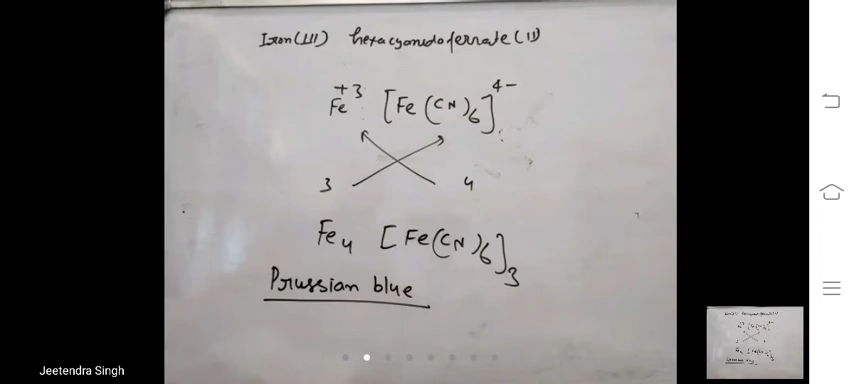 Iron(III) hexacyanidoferrate(II)
Fe+3 [Fe(CN)6]4-
3 4
Fe4 [Fe(CN)6]3
Prussian blue
Jeetendra Singh